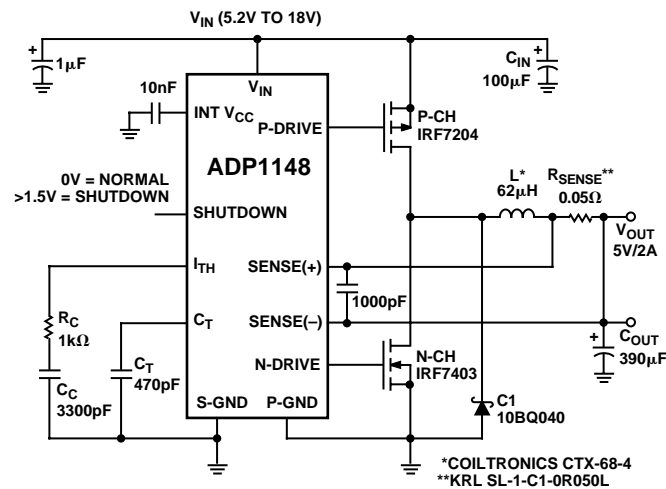 V_IN (5.2V TO 18V)
+
1µF
10nF
V_IN
INT V_CC
P-DRIVE
ADP1148
P-CH
IRF7204
C_IN
+
100µF
0V = NORMAL
>1.5V = SHUTDOWN
SHUTDOWN
L*
62µH
R_SENSE**
0.05Ω
V_OUT
5V/2A
I_TH
SENSE(+)
1000pF
R_C
1kΩ
C_T
SENSE(–)
C_C
3300pF
C_T
470pF
N-DRIVE
N-CH
IRF7403
+
C_OUT
390µF
S-GND
P-GND
C1
10BQ040
*COILTRONICS CTX-68-4
**KRL SL-1-C1-0R050L